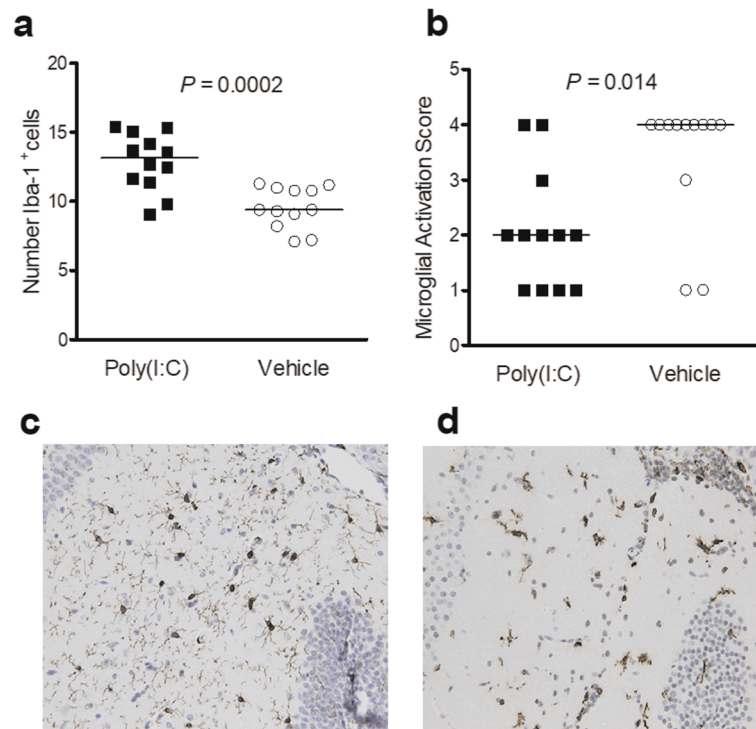 a
20
15
10
5
0
Number Iba-1 + cells
P = 0.0002
Poly(I:C)
Vehicle
b
5
4
3
2
1
0
Microglial Activation Score
P = 0.014
Poly(I:C)
Vehicle
c
d